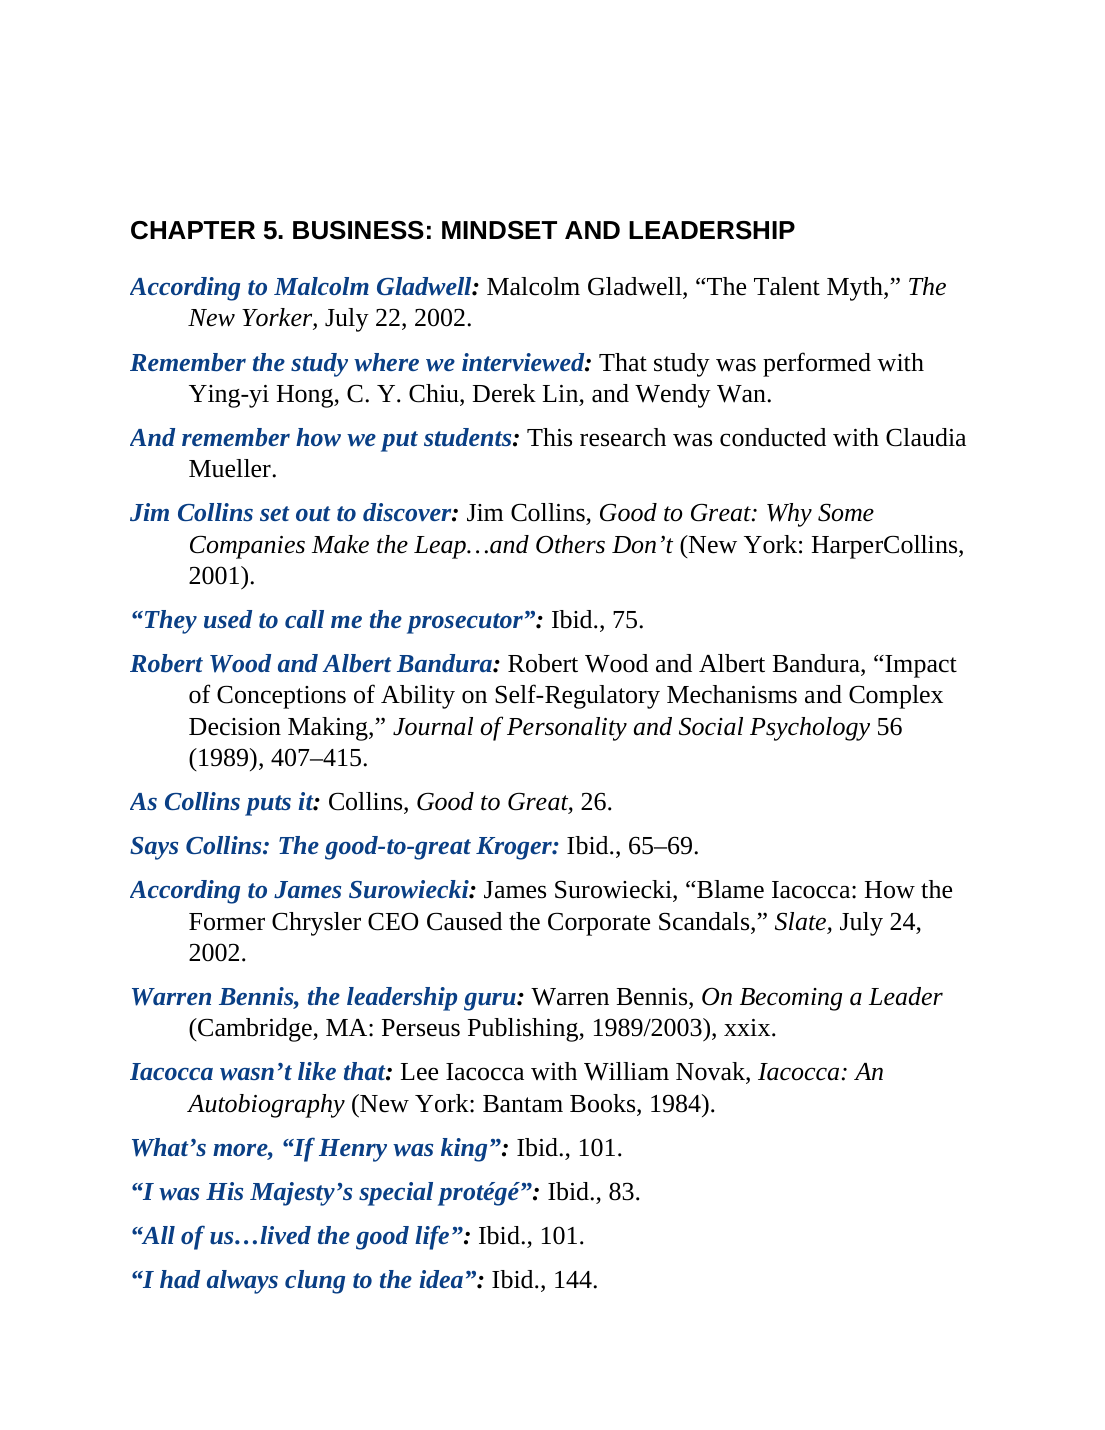 CHAPTER 5. BUSINESS: MINDSET AND LEADERSHIP
According to Malcolm Gladwell: Malcolm Gladwell, “The Talent Myth,” The
New Yorker, July 22, 2002.
Remember the study where we interviewed: That study was performed with
Ying-yi Hong, C. Y. Chiu, Derek Lin, and Wendy Wan.
And remember how we put students: This research was conducted with Claudia
Mueller.
Jim Collins set out to discover: Jim Collins, Good to Great: Why Some
Companies Make the Leap…and Others Don’t (New York: HarperCollins,
2001).
“They used to call me the prosecutor”: Ibid., 75.
Robert Wood and Albert Bandura: Robert Wood and Albert Bandura, “Impact
of Conceptions of Ability on Self-Regulatory Mechanisms and Complex
Decision Making,” Journal of Personality and Social Psychology 56
(1989), 407–415.
As Collins puts it: Collins, Good to Great, 26.
Says Collins: The good-to-great Kroger: Ibid., 65–69.
According to James Surowiecki: James Surowiecki, “Blame Iacocca: How the
Former Chrysler CEO Caused the Corporate Scandals,” Slate, July 24,
2002.
Warren Bennis, the leadership guru: Warren Bennis, On Becoming a Leader
(Cambridge, MA: Perseus Publishing, 1989/2003), xxix.
Iacocca wasn’t like that: Lee Iacocca with William Novak, Iacocca: An
Autobiography (New York: Bantam Books, 1984).
What’s more, “If Henry was king”: Ibid., 101.
“I was His Majesty’s special protégé”: Ibid., 83.
“All of us…lived the good life”: Ibid., 101.
“I had always clung to the idea”: Ibid., 144.